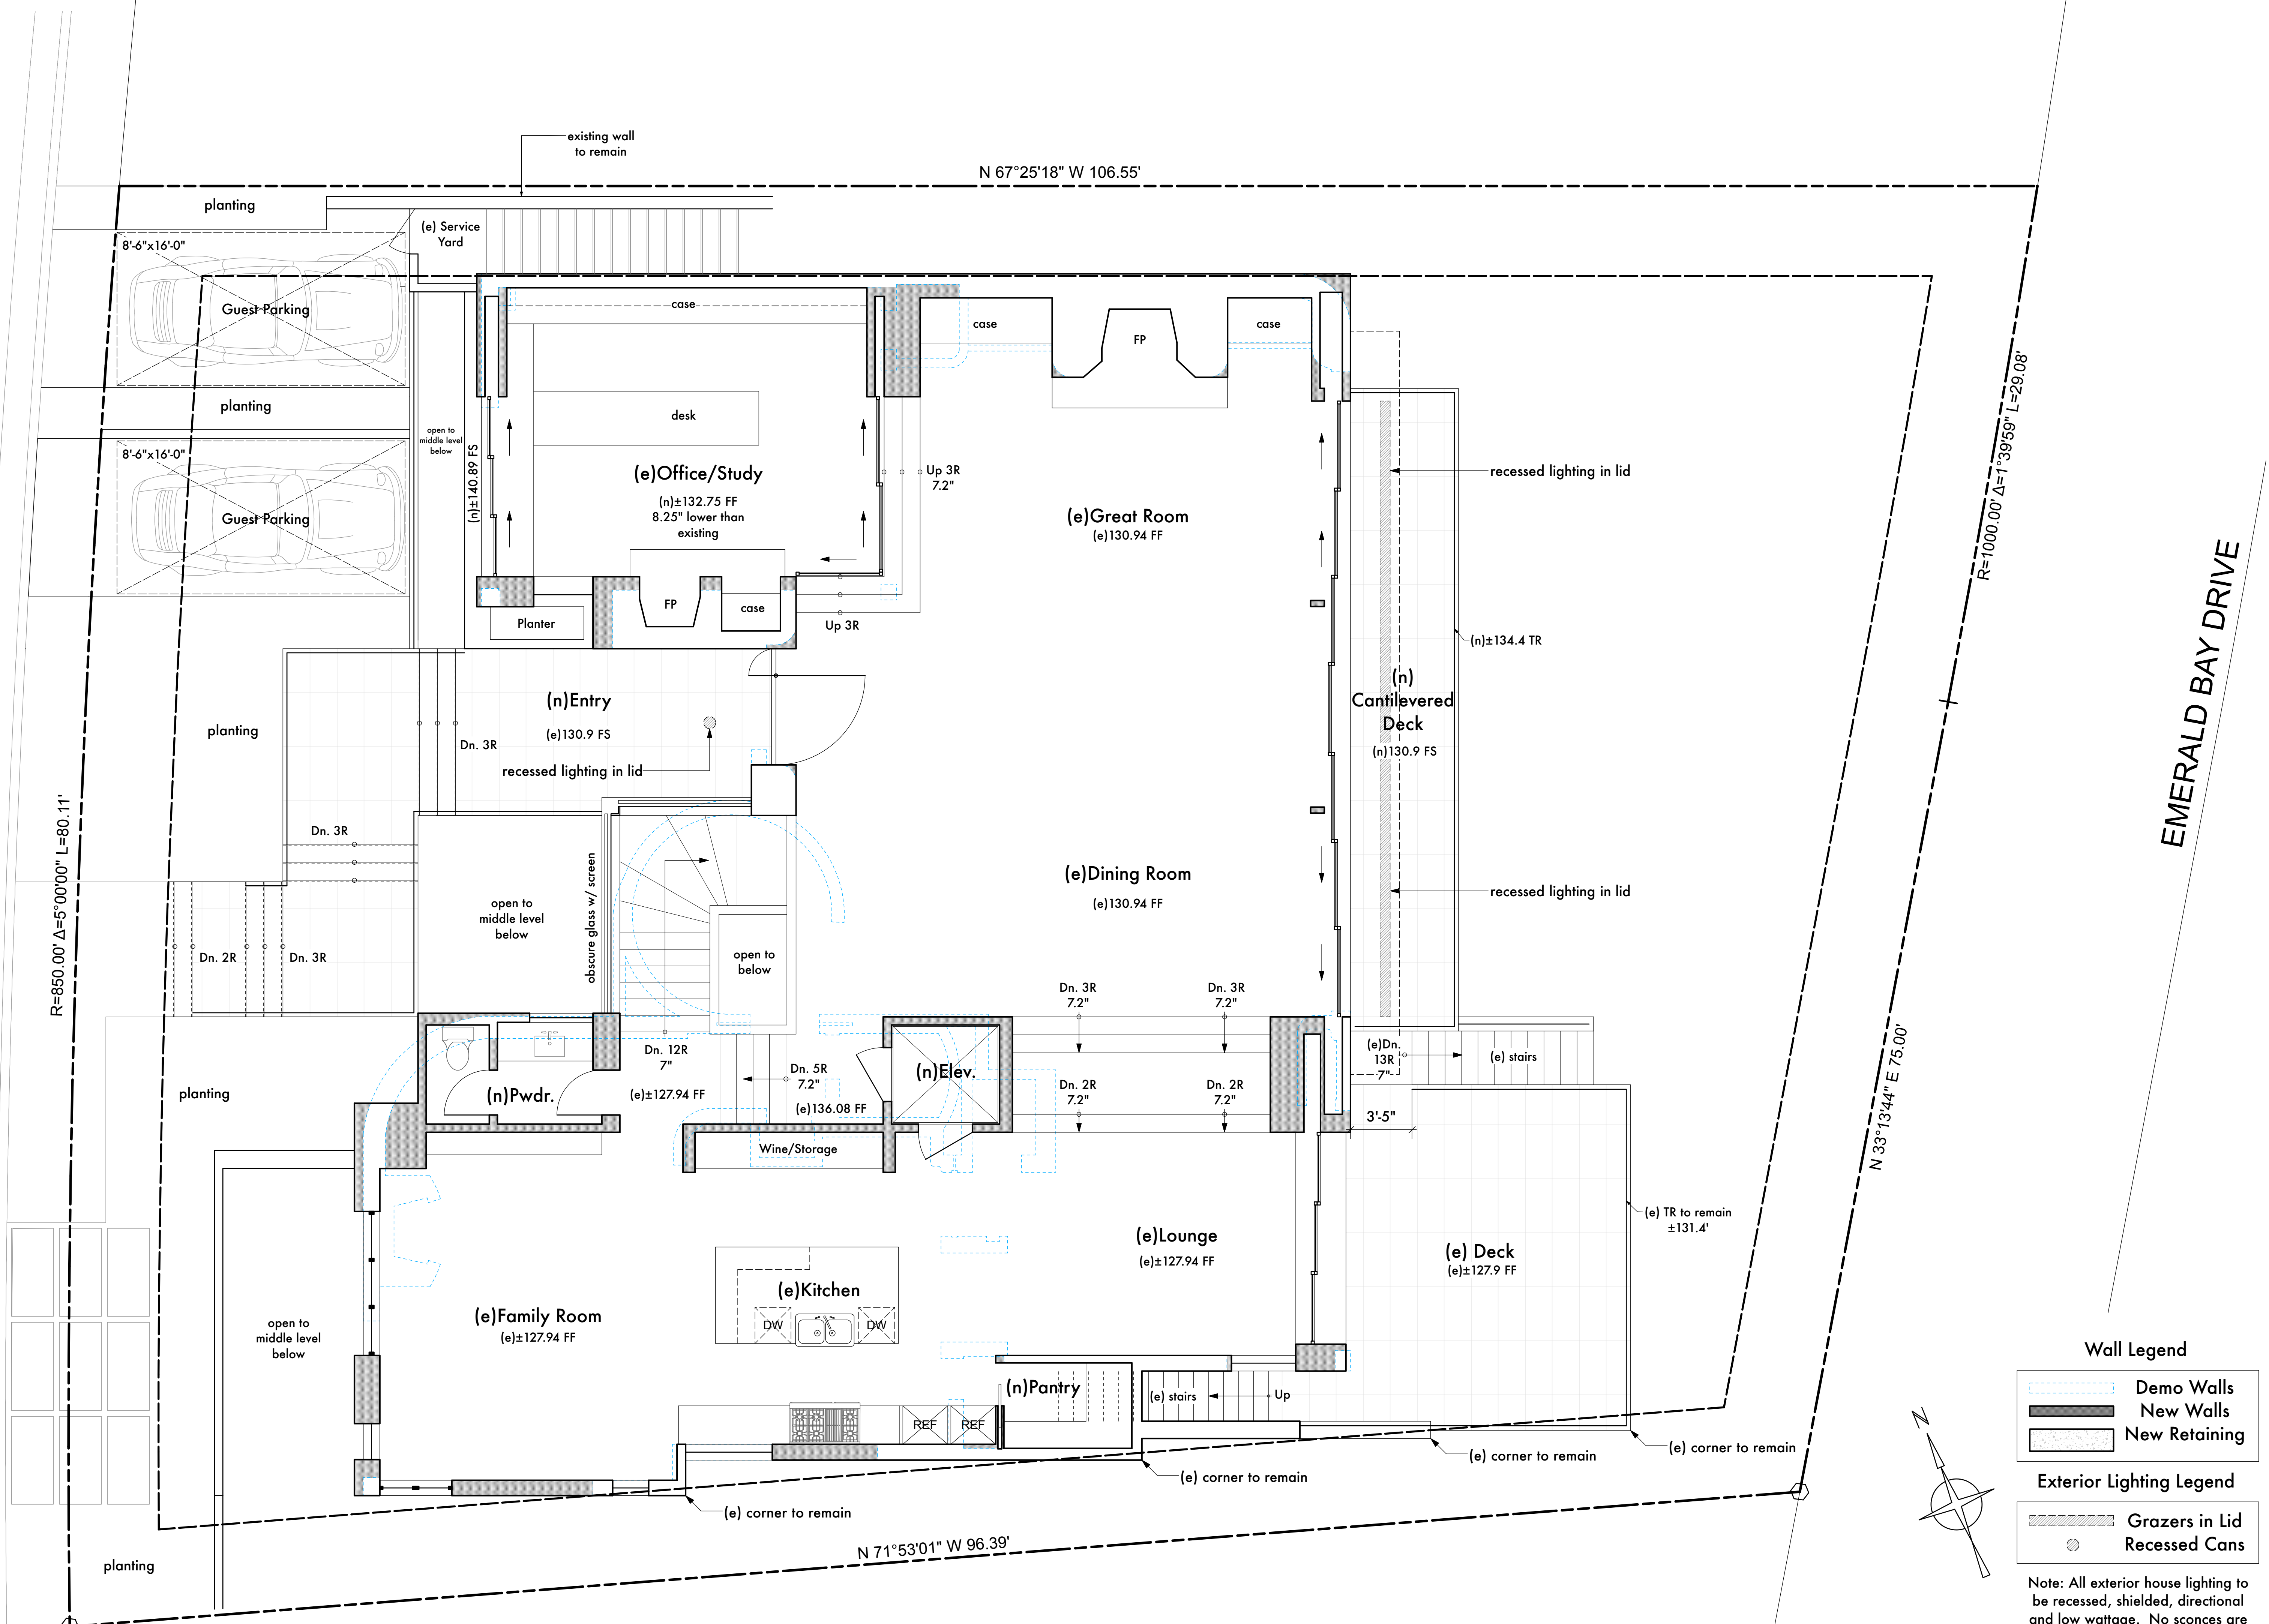 existing wall
to remain
N 67°25'18" W 106.55'
planting
(e) Service
Yard
8'-6"x16'-0"
Guest Parking
case
case
FP
case
planting
desk
open to
middle level
below
(n)±140.89 FS
8'-6"x16'-0"
Guest Parking
(e)Office/Study
(n)±132.75 FF
8.25" lower than
existing
Up 3R
7.2"
(e)Great Room
(e)130.94 FF
recessed lighting in lid
R=1000.00' Δ=1°39'59" L=29.08'
FP
case
Planter
Up 3R
(n)±134.4 TR
EMERALD BAY DRIVE
(n)Entry
(e)130.9 FS
planting
Dn. 3R
recessed lighting in lid
(n)
Cantilevered
Deck
(n)130.9 FS
Dn. 3R
R=850.00' Δ=5°00'00" L=80.11'
(e)Dining Room
(e)130.94 FF
recessed lighting in lid
open to
middle level
below
obscure glass w/ screen
open to
below
Dn. 2R
Dn. 3R
Dn. 3R
7.2"
Dn. 3R
7.2"
Dn. 12R
7"
(n)Elev.
(e)Dn.
13R
7"
(e) stairs
planting
(n)Pwdr.
(e)±127.94 FF
Dn. 5R
7.2"
(e)136.08 FF
Dn. 2R
7.2"
Dn. 2R
7.2"
3'-5"
N 33°13'44" E 75.00'
Wine/Storage
(e)Lounge
(e)±127.94 FF
(e) TR to remain
±131.4'
(e) Deck
(e)±127.9 FF
(e)Kitchen
DW
DW
(e)Family Room
(e)±127.94 FF
open to
middle level
below
(n)Pantry
(e) stairs
Up
REF
REF
(e) corner to remain
(e) corner to remain
(e) corner to remain
(e) corner to remain
N 71°53'01" W 96.39'
planting
N
Wall Legend
Demo Walls
New Walls
New Retaining
Exterior Lighting Legend
Grazers in Lid
Recessed Cans
Note: All exterior house lighting to
be recessed, shielded, directional
and low wattage. No sconces are